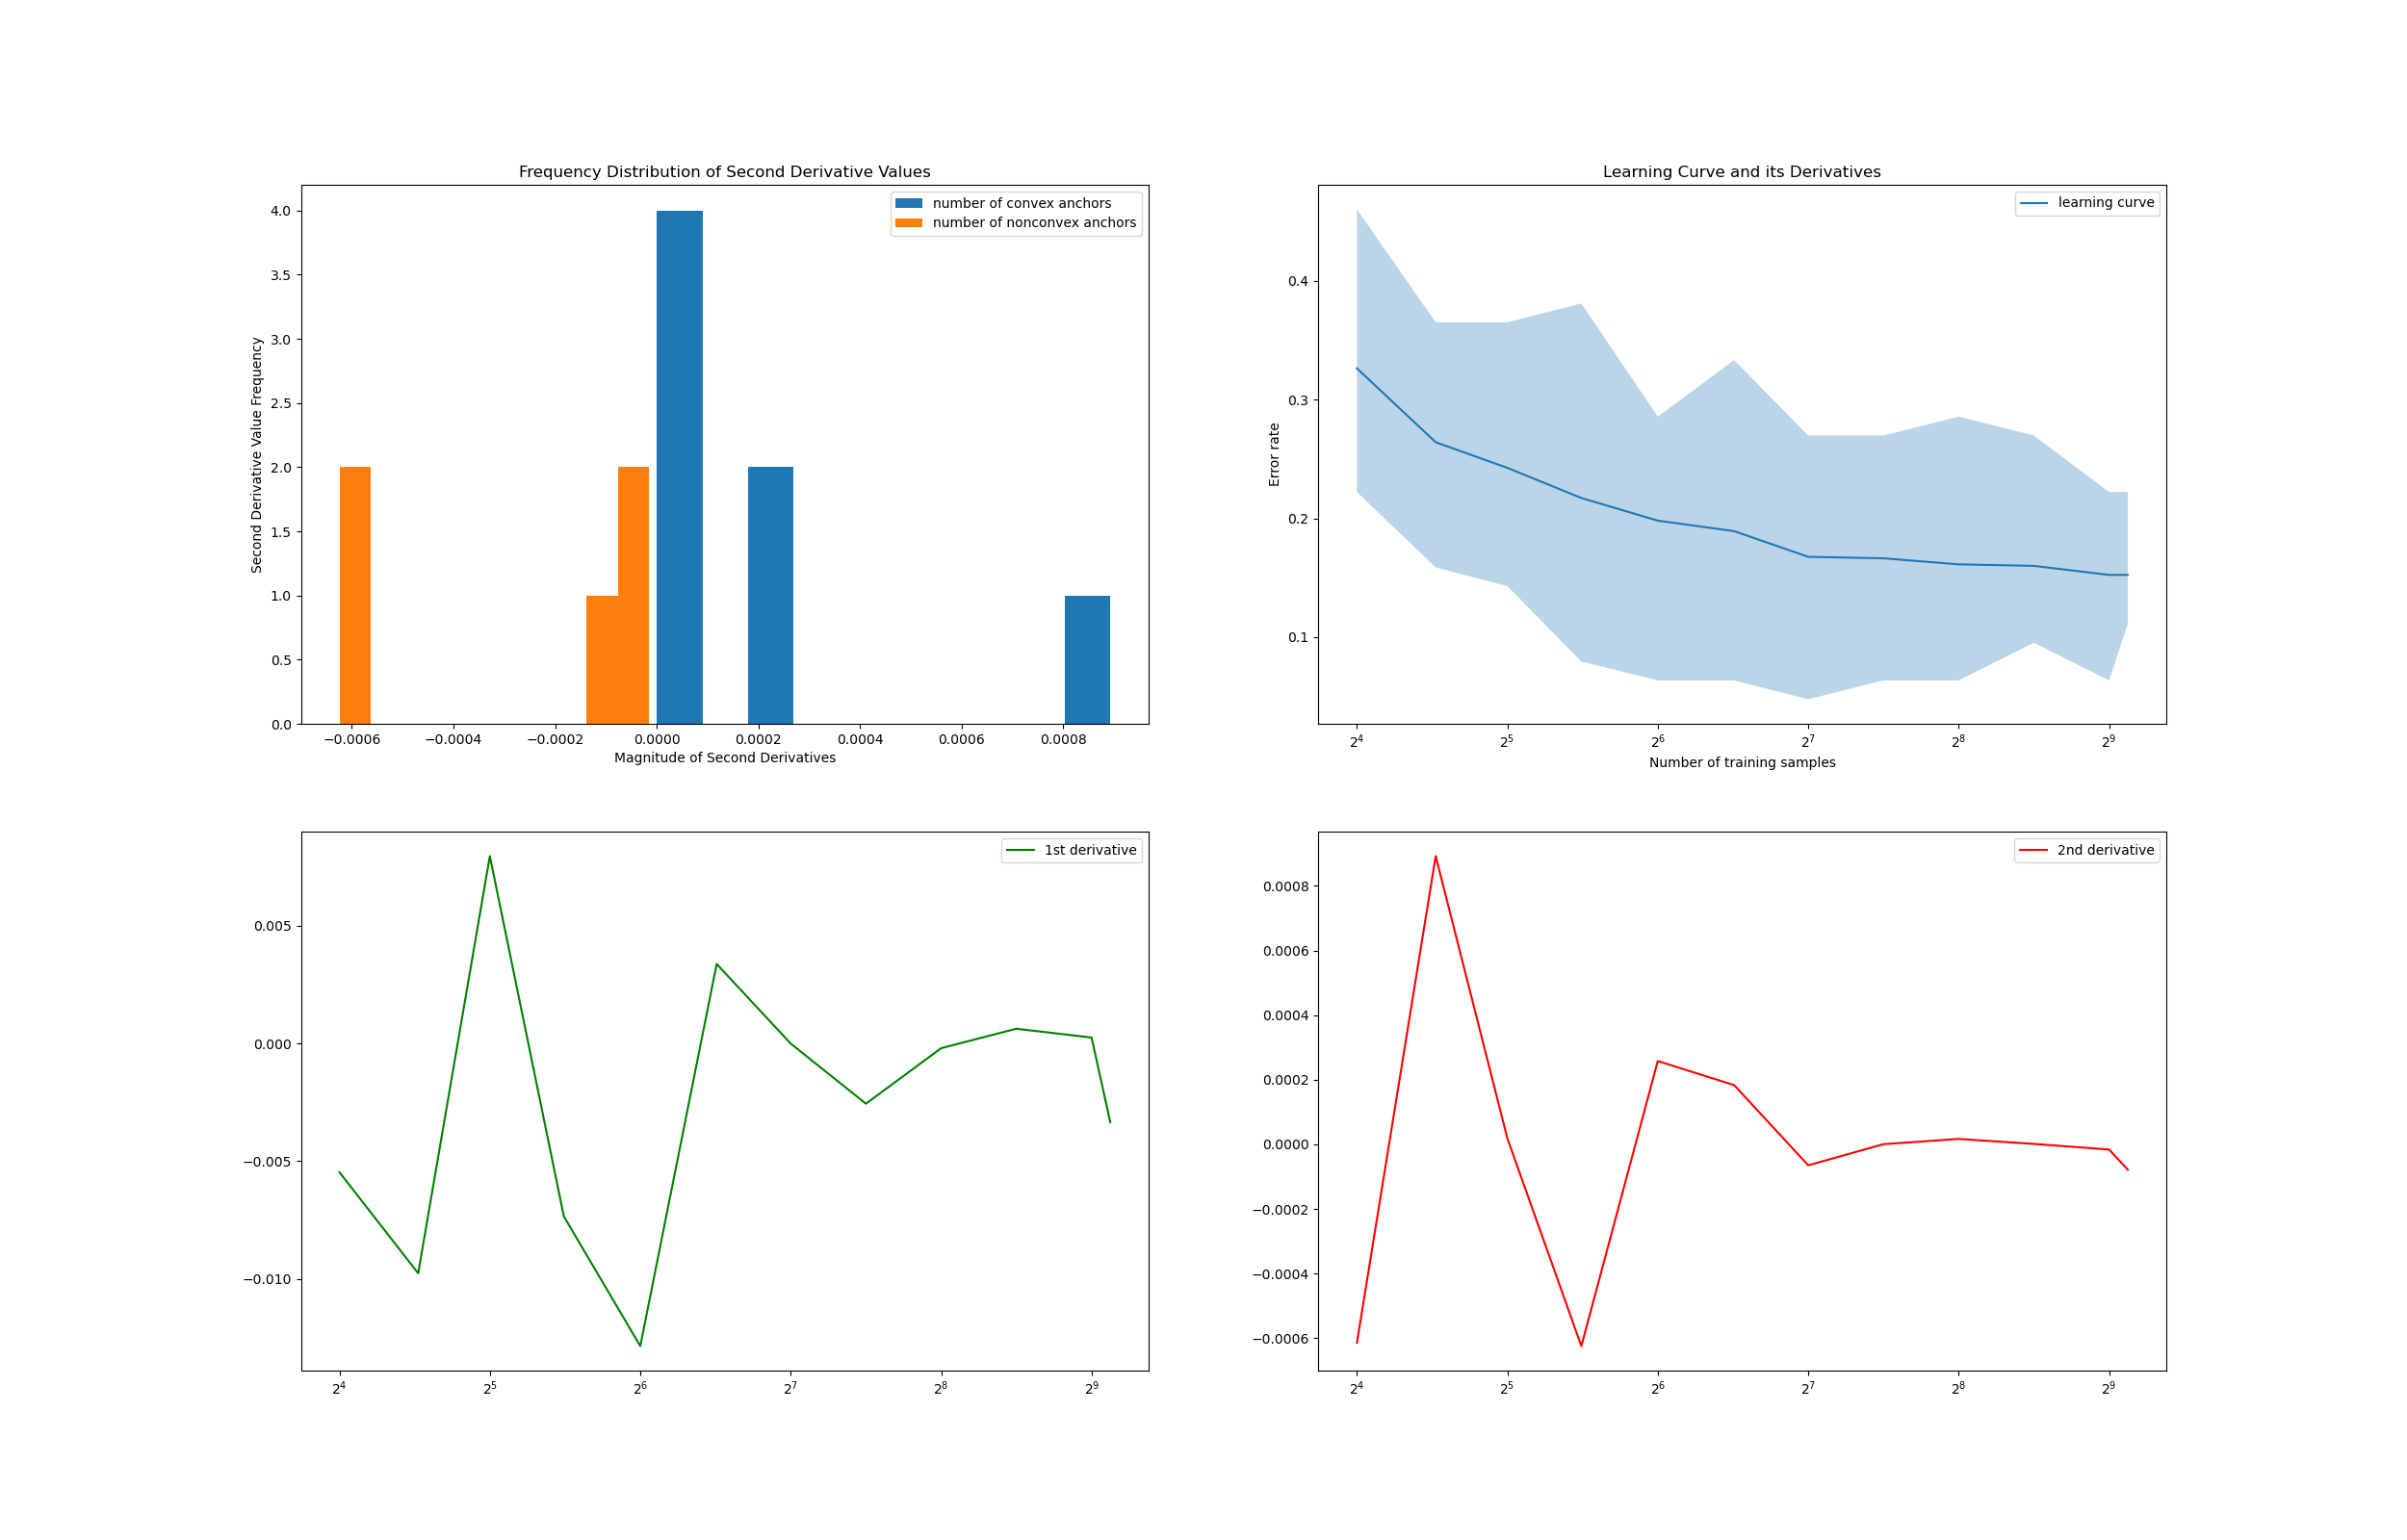 Frequency Distribution of Second Derivative Values
number of convex anchors
number of nonconvex anchors
Second Derivative Value Frequency
4.0
3.5
3.0
2.5
2.0
1.5
1.0
0.5
0.0
−0.0006 −0.0004 −0.0002 0.0000 0.0002 0.0004 0.0006 0.0008
Magnitude of Second Derivatives
Learning Curve and its Derivatives
learning curve
Error rate
0.4
0.3
0.2
0.1
2⁴ 2⁵ 2⁶ 2⁷ 2⁸ 2⁹
Number of training samples
1st derivative
0.005
0.000
−0.005
−0.010
2⁴ 2⁵ 2⁶ 2⁷ 2⁸ 2⁹
2nd derivative
0.0008
0.0006
0.0004
0.0002
0.0000
−0.0002
−0.0004
−0.0006
2⁴ 2⁵ 2⁶ 2⁷ 2⁸ 2⁹